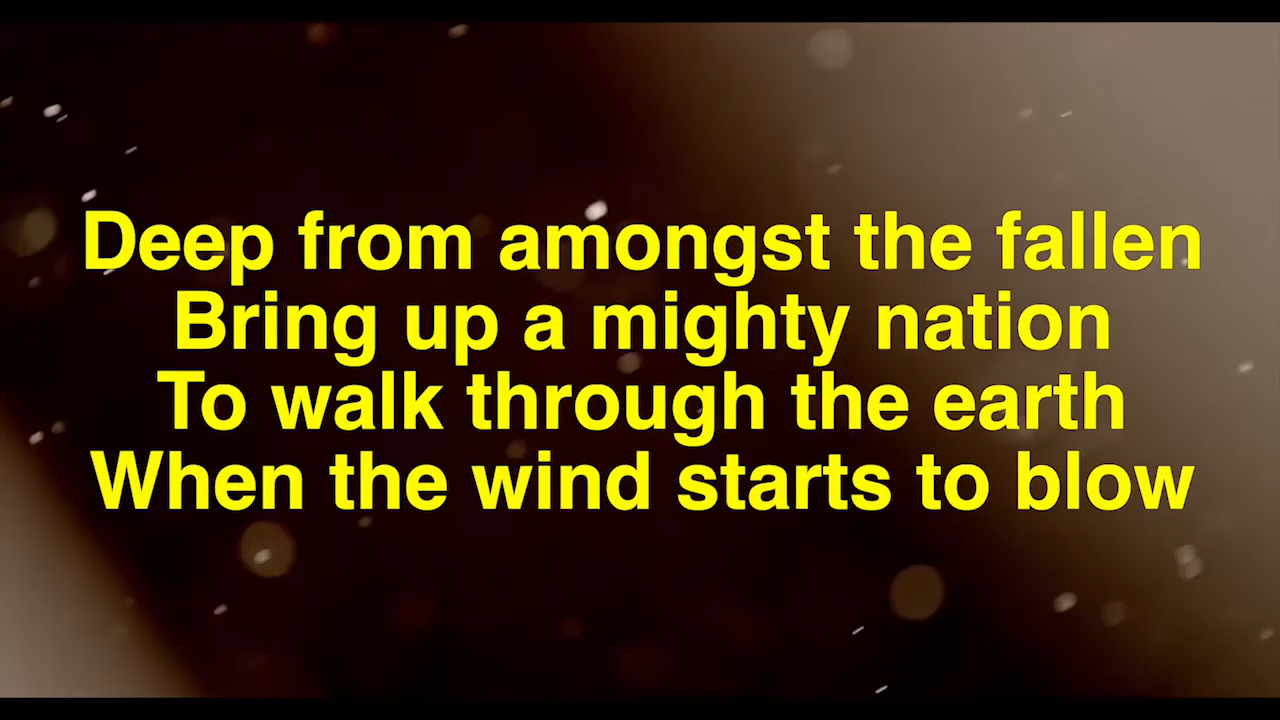 Deep from amongst the fallen
Bring up a mighty nation
To walk through the earth
When the wind starts to blow